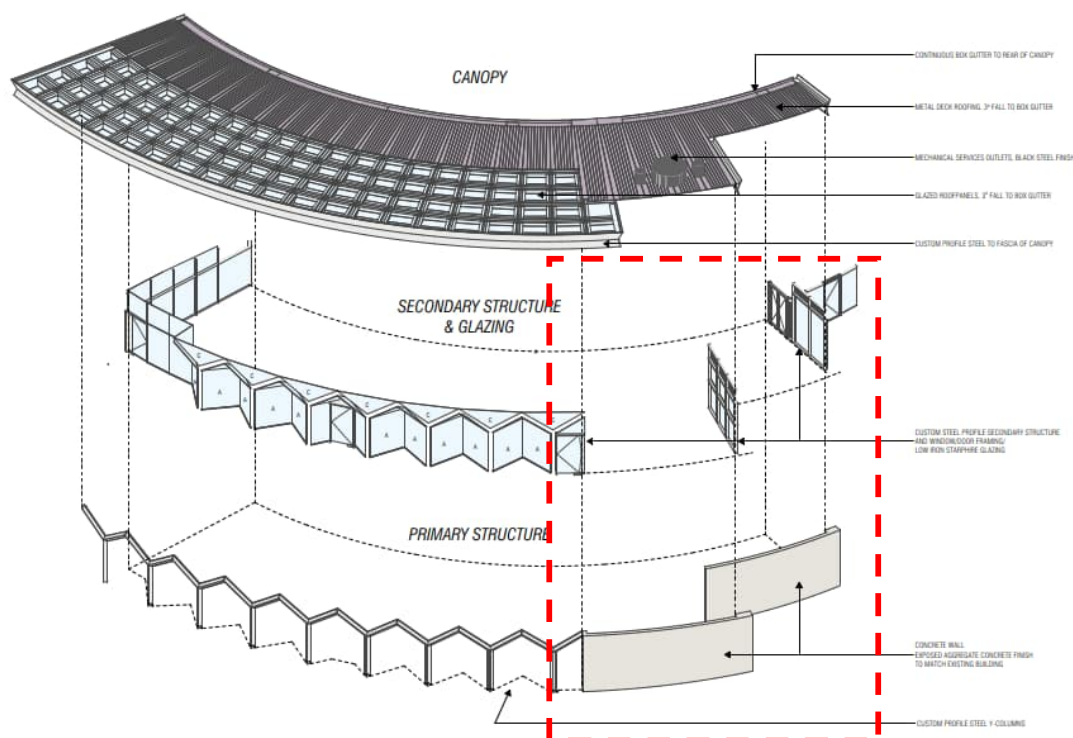 CONTINUOUS BOX GUTTER TO REAR OF CANOPY
CANOPY
METAL DECK ROOFING, 3° FALL TO BOX GUTTER
MECHANICAL SERVICES OUTLETS, BLACK STEEL FINISH
GLAZED ROOFPANELS, 3° FALL TO BOX GUTTER
CUSTOM PROFILE STEEL TO FASCIA OF CANOPY
SECONDARY STRUCTURE
& GLAZING
C
C
C
C
C
C
C
C
A
A
A
A
A
A
A
A
A
A
CUSTOM STEEL PROFILE SECONDARY STRUCTURE
AND WINDOW/DOOR FRAMING/
LOW IRON STARPHIRE GLAZING
PRIMARY STRUCTURE
CONCRETE WALL
EXPOSED AGGREGATE CONCRETE FINISH
TO MATCH EXISTING BUILDING
CUSTOM PROFILE STEEL Y-COLUMNS